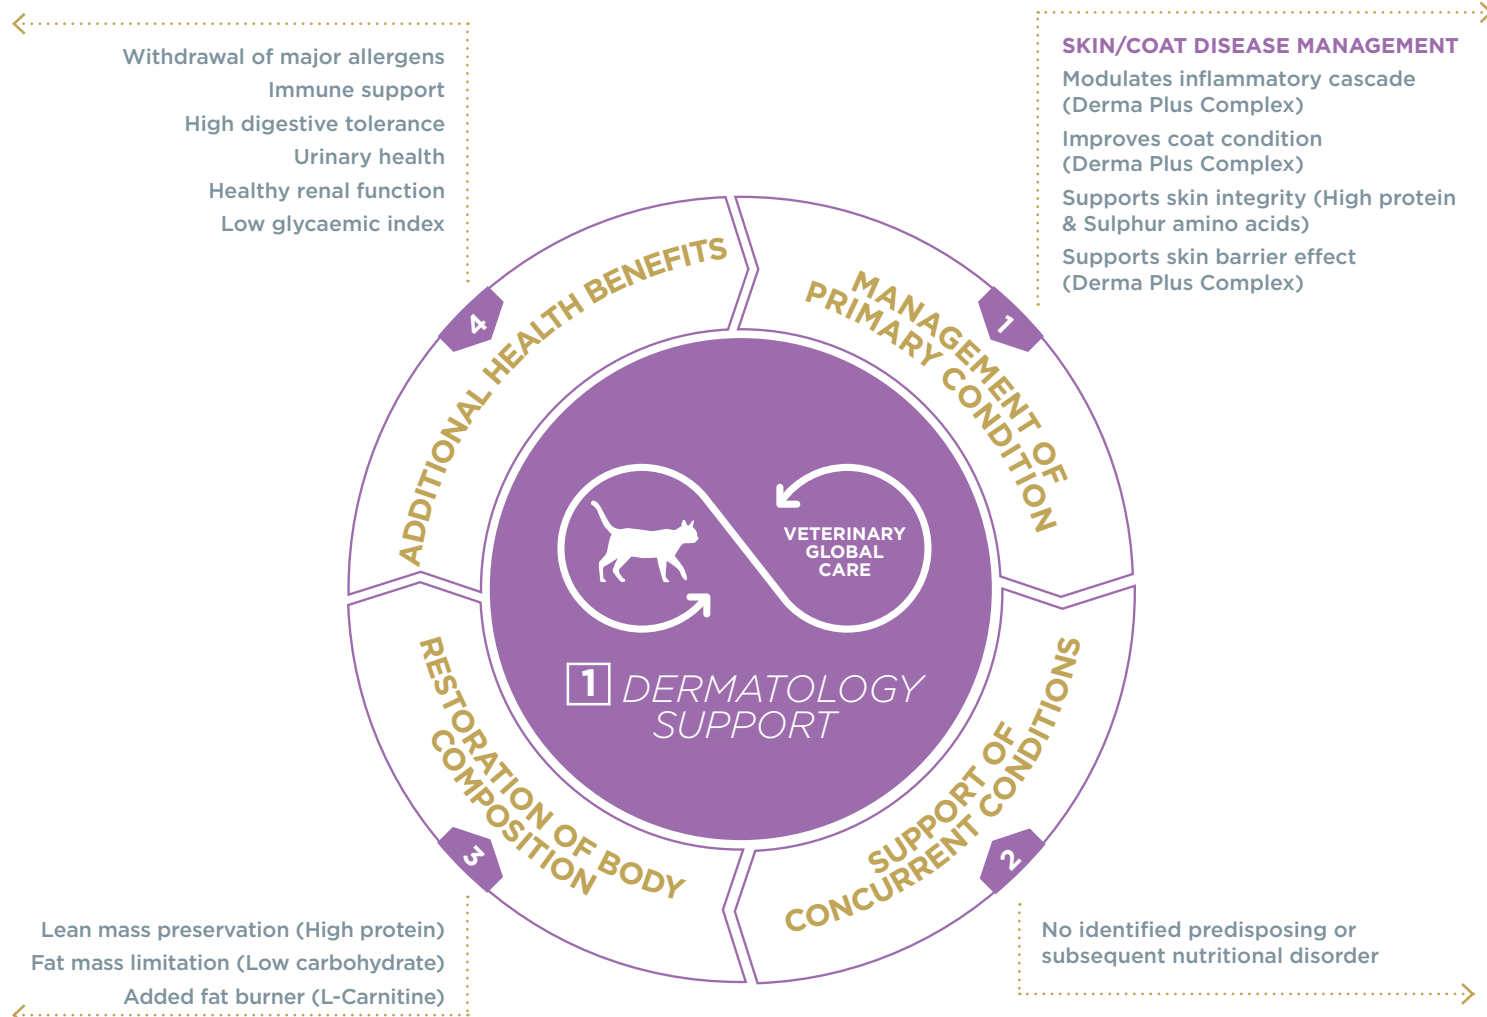 Withdrawal of major allergens
Immune support
High digestive tolerance
Urinary health
Healthy renal function
Low glycaemic index
SKIN/COAT DISEASE MANAGEMENT
Modulates inflammatory cascade
(Derma Plus Complex)
Improves coat condition
(Derma Plus Complex)
Supports skin integrity (High protein
& Sulphur amino acids)
Supports skin barrier effect
(Derma Plus Complex)
4
ADDITIONAL HEALTH BENEFITS
1
MANAGEMENT OF
PRIMARY CONDITION
VETERINARY
GLOBAL
CARE
1 DERMATOLOGY
SUPPORT
3
RESTORATION OF BODY
COMPOSITION
2
SUPPORT OF
CONCURRENT CONDITIONS
Lean mass preservation (High protein)
Fat mass limitation (Low carbohydrate)
Added fat burner (L-Carnitine)
No identified predisposing or
subsequent nutritional disorder